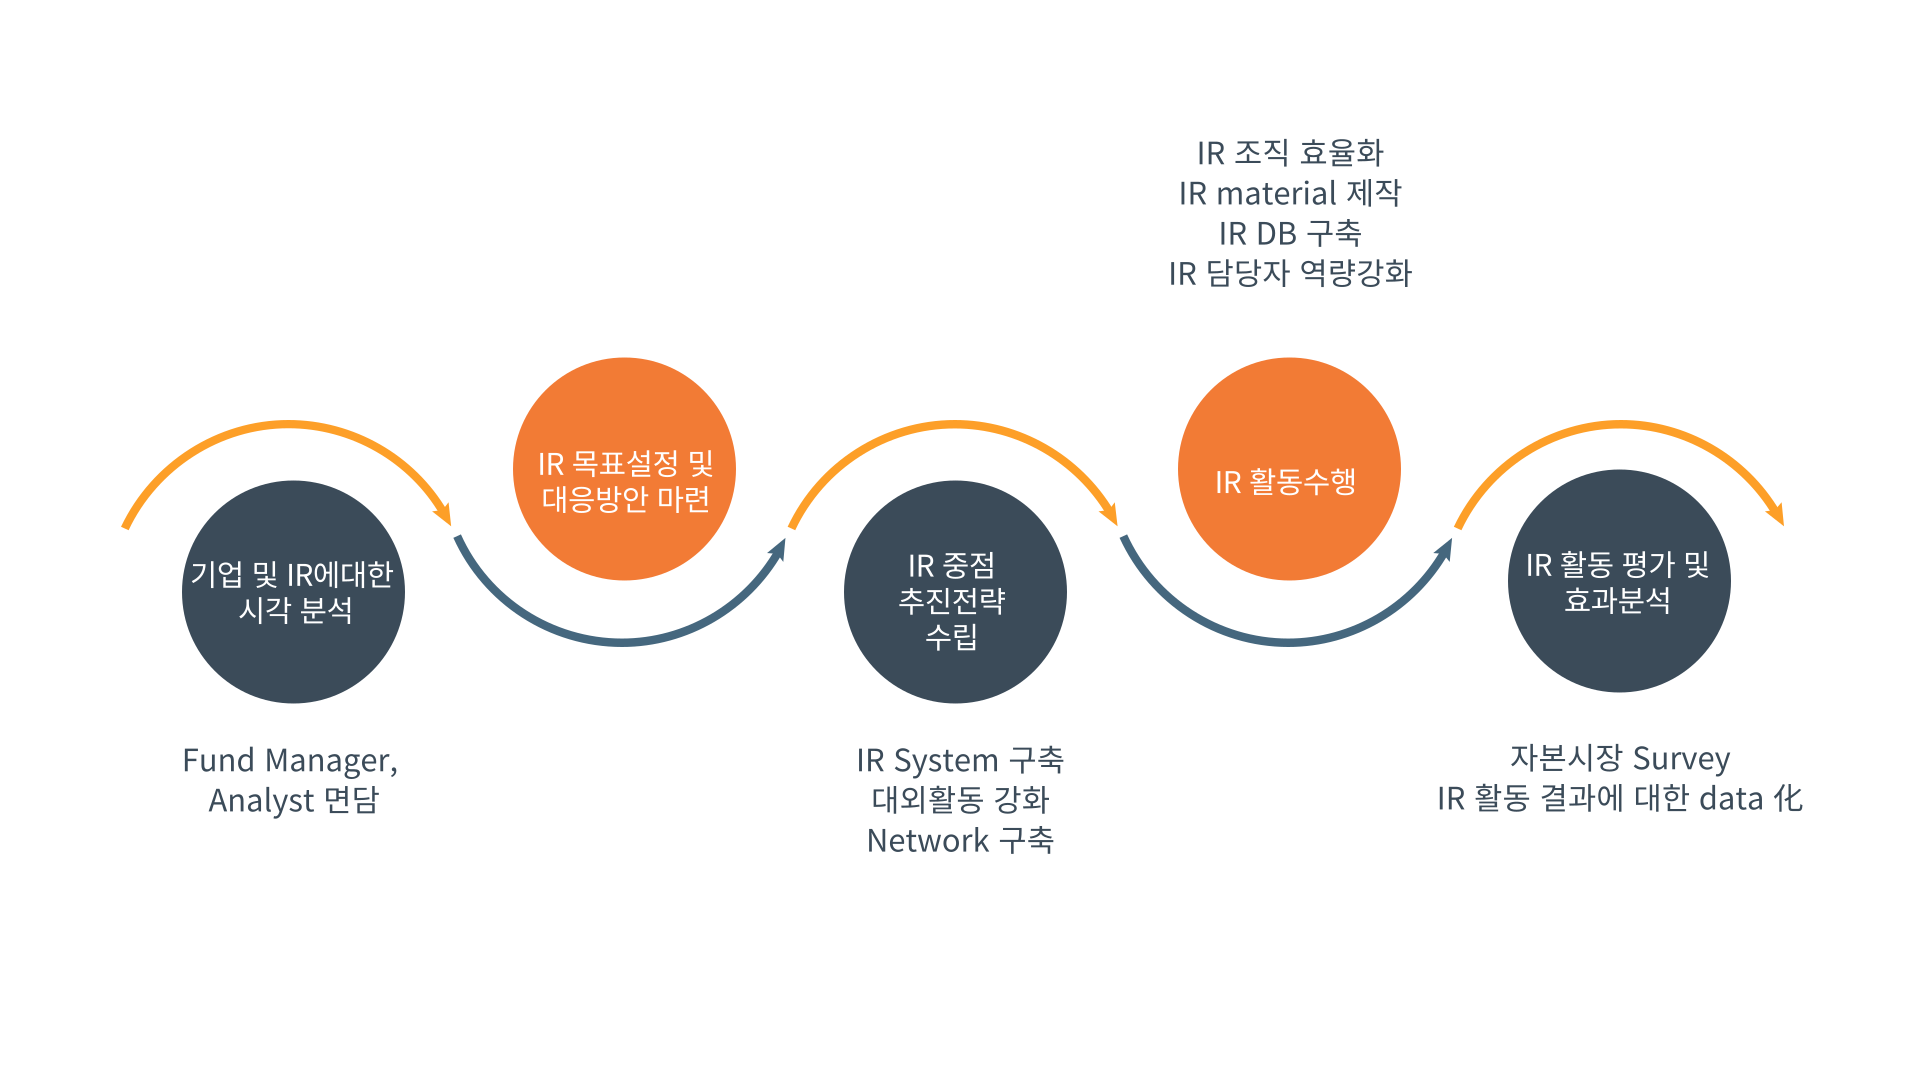 기업 및 IR에대한
시각 분석
Fund Manager,
Analyst 면담
IR 목표설정 및
대응방안 마련
IR 중점
추진전략
수립
IR System 구축
대외활동 강화
Network 구축
IR 조직 효율화
IR material 제작
IR DB 구축
IR 담당자 역량강화
IR 활동수행
IR 활동 평가 및
효과분석
자본시장 Survey
IR 활동 결과에 대한 data 化